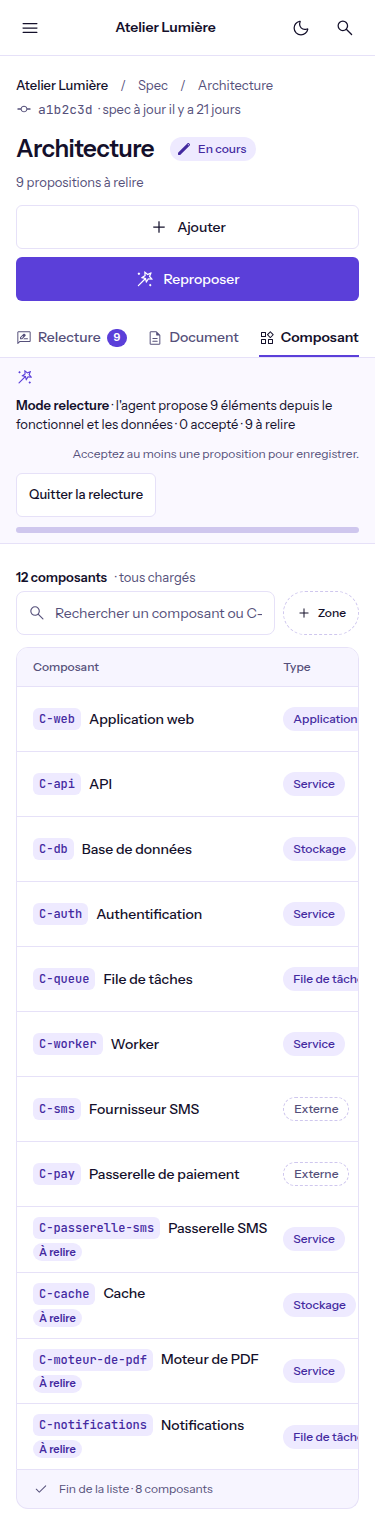 Atelier Lumière
Atelier Lumière / Spec / Architecture
a1b2c3d · spec à jour il y a 21 jours
Architecture En cours
9 propositions à relire
Ajouter
Reproposer
Relecture 9 Document Composant
Mode relecture · l'agent propose 9 éléments depuis le
fonctionnel et les données · 0 accepté · 9 à relire
Acceptez au moins une proposition pour enregistrer.
Quitter la relecture
12 composants · tous chargés
Rechercher un composant ou C- Zone
Composant Type
C-web Application web Application
C-api API Service
C-db Base de données Stockage
C-auth Authentification Service
C-queue File de tâches File de tâch
C-worker Worker Service
C-sms Fournisseur SMS Externe
C-pay Passerelle de paiement Externe
C-passerelle-sms Passerelle SMS Service
À relire
C-cache Cache Stockage
À relire
C-moteur-de-pdf Moteur de PDF Service
À relire
C-notifications Notifications File de tâch
À relire
Fin de la liste · 8 composants